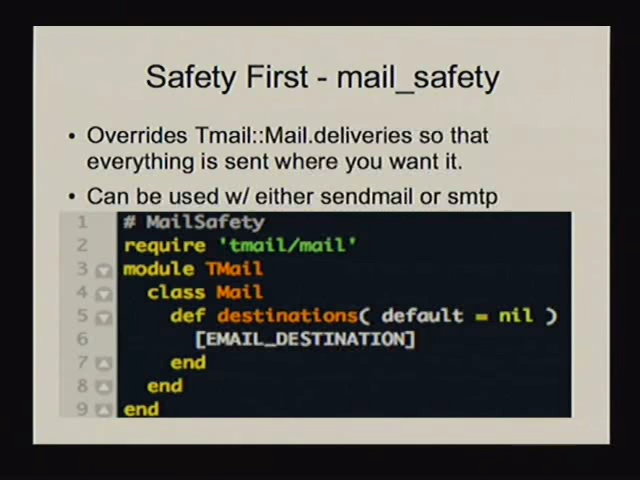 Safety First - mail_safety
• Overrides Tmail::Mail.deliveries so that
everything is sent where you want it.
• Can be used w/ either sendmail or smtp
1 # MailSafety
2 require 'tmail/mail'
3 module TMail
4 class Mail
5 def destinations( default = nil )
6 [EMAIL_DESTINATION]
7 end
8 end
9 end